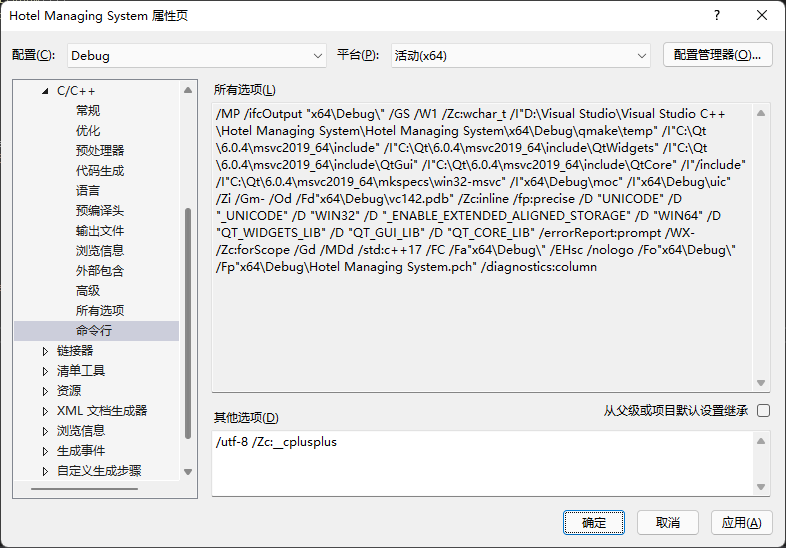 Hotel Managing System 属性页
配置(C):
Debug
平台(P):
活动(x64)
配置管理器(O)...
C/C++
常规
优化
预处理器
代码生成
语言
预编译头
输出文件
浏览信息
外部包含
高级
所有选项
命令行
链接器
清单工具
资源
XML 文档生成器
浏览信息
生成事件
自定义生成步骤
所有选项(L)
/MP /ifcOutput "x64\Debug\" /GS /W1 /Zc:wchar_t /I"D:\Visual Studio\Visual Studio C++
\Hotel Managing System\Hotel Managing System\x64\Debug\qmake\temp" /I"C:\Qt
\6.0.4\msvc2019_64\include" /I"C:\Qt\6.0.4\msvc2019_64\include\QtWidgets" /I"C:\Qt
\6.0.4\msvc2019_64\include\QtGui" /I"C:\Qt\6.0.4\msvc2019_64\include\QtCore" /I"/include"
/I"C:\Qt\6.0.4\msvc2019_64\mkspecs\win32-msvc" /I"x64\Debug\moc" /I"x64\Debug\uic"
/Zi /Gm- /Od /Fd"x64\Debug\vc142.pdb" /Zc:inline /fp:precise /D "UNICODE" /D
"_UNICODE" /D "WIN32" /D "_ENABLE_EXTENDED_ALIGNED_STORAGE" /D "WIN64" /D
"QT_WIDGETS_LIB" /D "QT_GUI_LIB" /D "QT_CORE_LIB" /errorReport:prompt /WX-
/Zc:forScope /Gd /MDd /std:c++17 /FC /Fa"x64\Debug\" /EHsc /nologo /Fo"x64\Debug\"
/Fp"x64\Debug\Hotel Managing System.pch" /diagnostics:column
从父级或项目默认设置继承
其他选项(D)
/utf-8 /Zc:__cplusplus
确定
取消
应用(A)